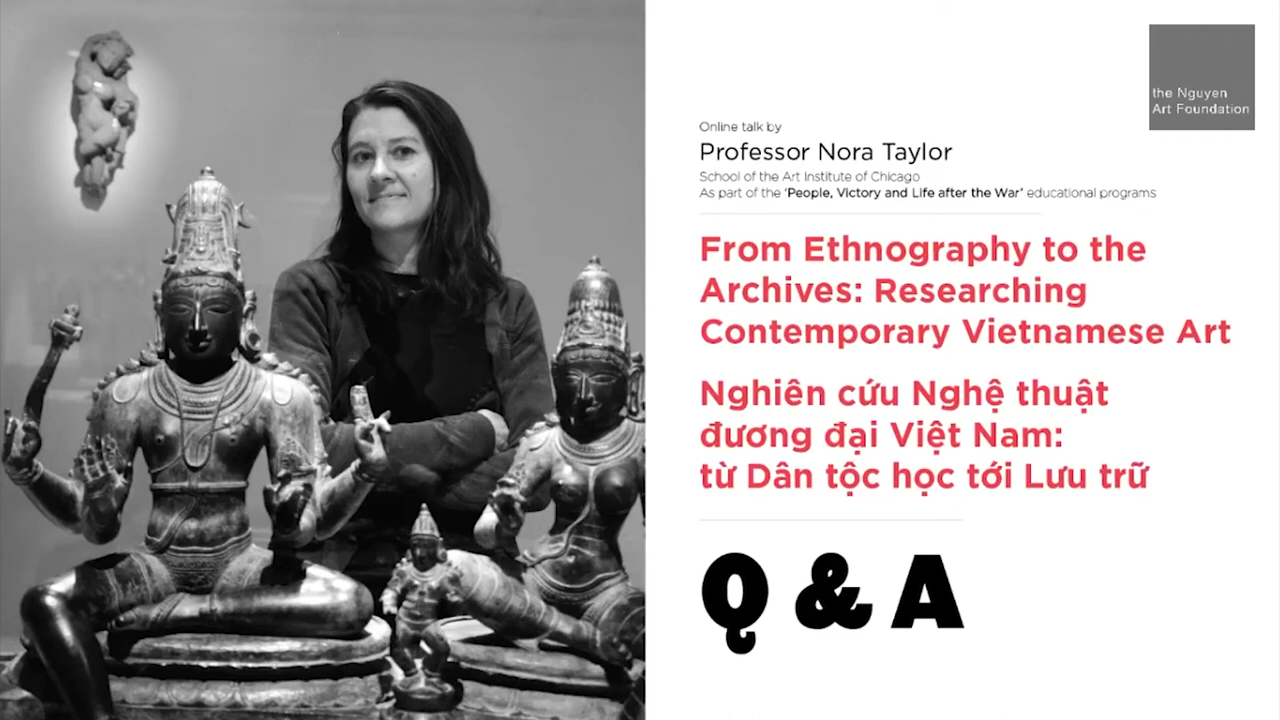 the Nguyen
Art Foundation
Online talk by
Professor Nora Taylor
School of the Art Institute of Chicago
As part of the 'People, Victory and Life after the War' educational programs
From Ethnography to the
Archives: Researching
Contemporary Vietnamese Art
Nghiên cứu Nghệ thuật
đương đại Việt Nam:
từ Dân tộc học tới Lưu trữ
Q & A